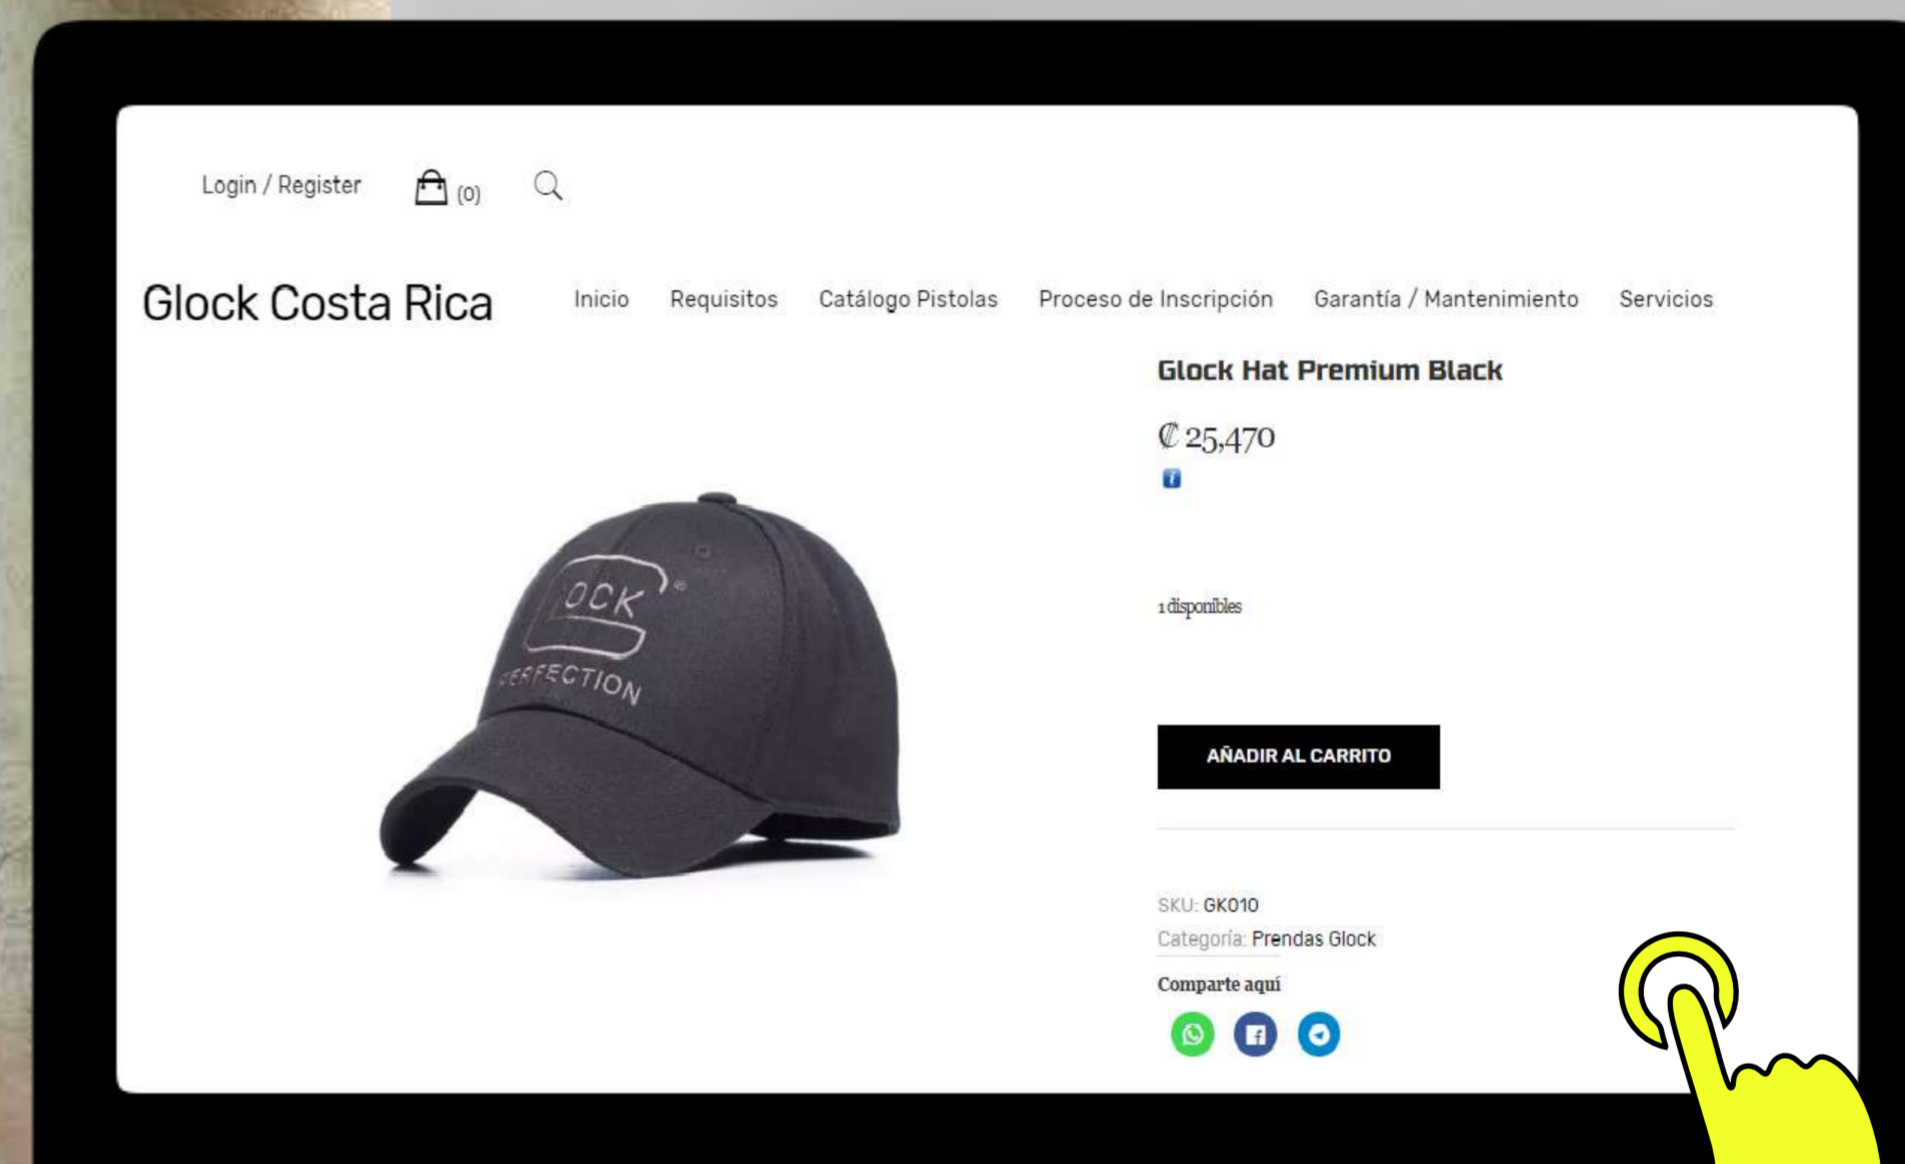 Login / Register (0)
Glock Costa Rica Inicio Requisitos Catálogo Pistolas Proceso de Inscripción Garantía / Mantenimiento Servicios
Glock Hat Premium Black
₡ 25,470
OCK
PERFECTION
1 disponibles
AÑADIR AL CARRITO
SKU: GK010
Categoría: Prendas Glock
Comparte aquí